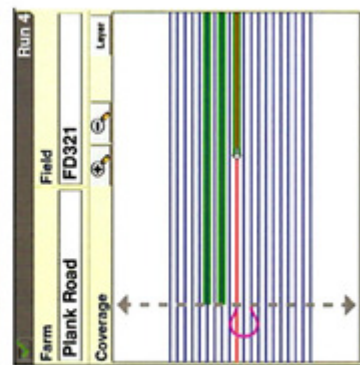 Run 4
Farm
Field
Plank Road
FD321
Coverage
Layer